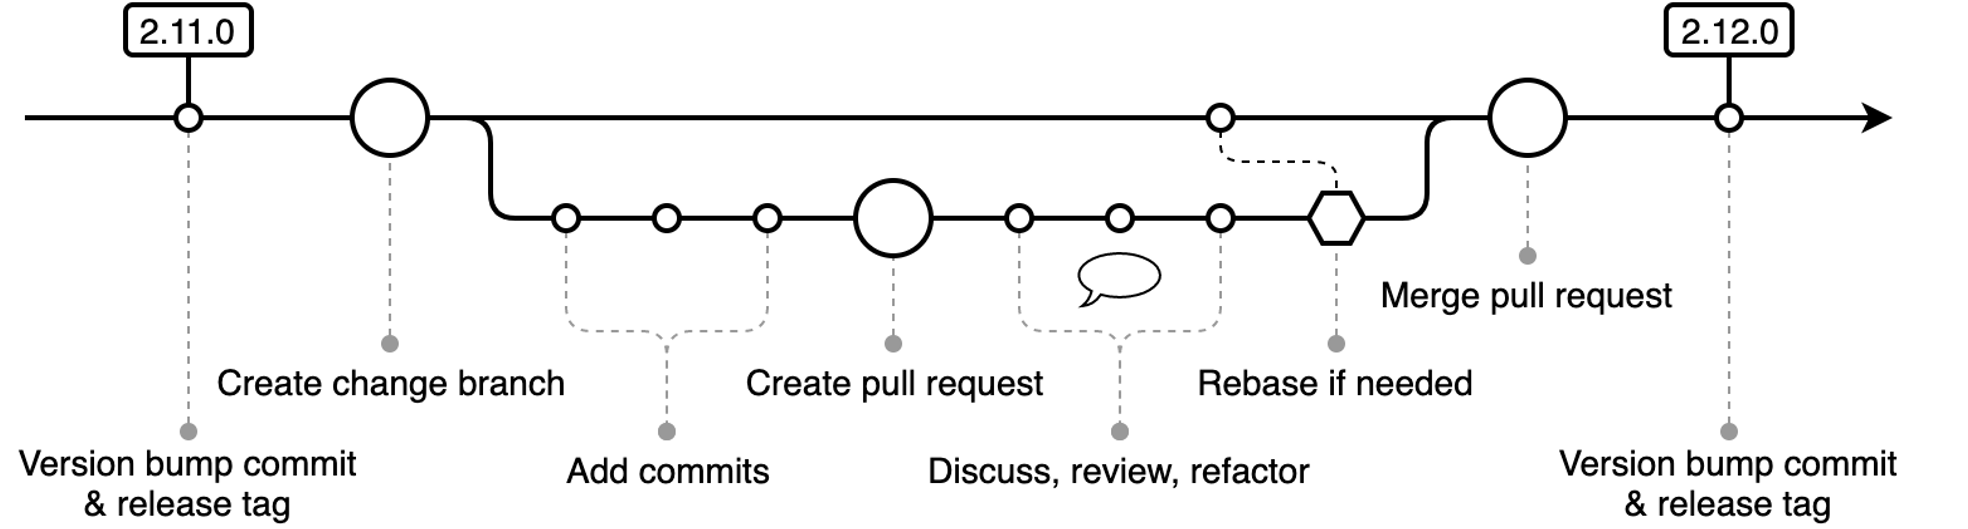 2.11.0
2.12.0
Merge pull request
Create change branch
Create pull request
Rebase if needed
Version bump commit
& release tag
Add commits
Discuss, review, refactor
Version bump commit
& release tag